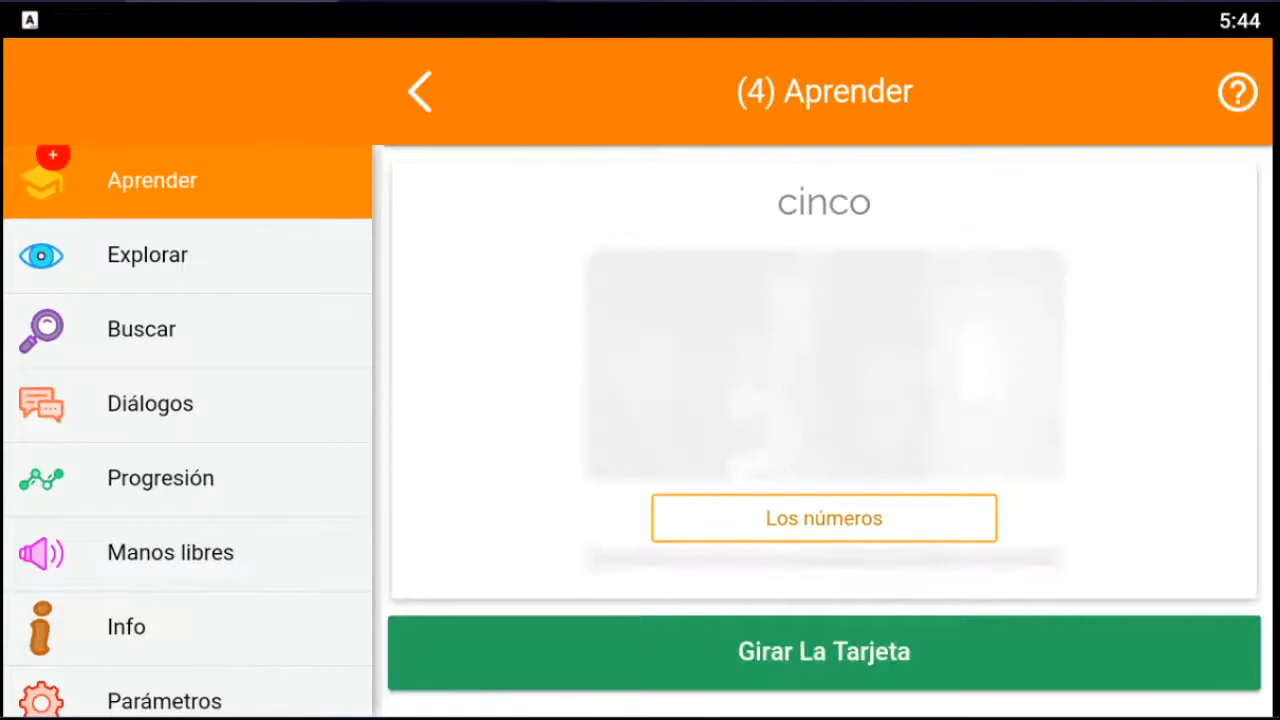 A
5:44
(4) Aprender
?
+
Aprender
Explorar
Buscar
Diálogos
Progresión
Manos libres
Info
Parámetros
cinco
Los números
Girar La Tarjeta